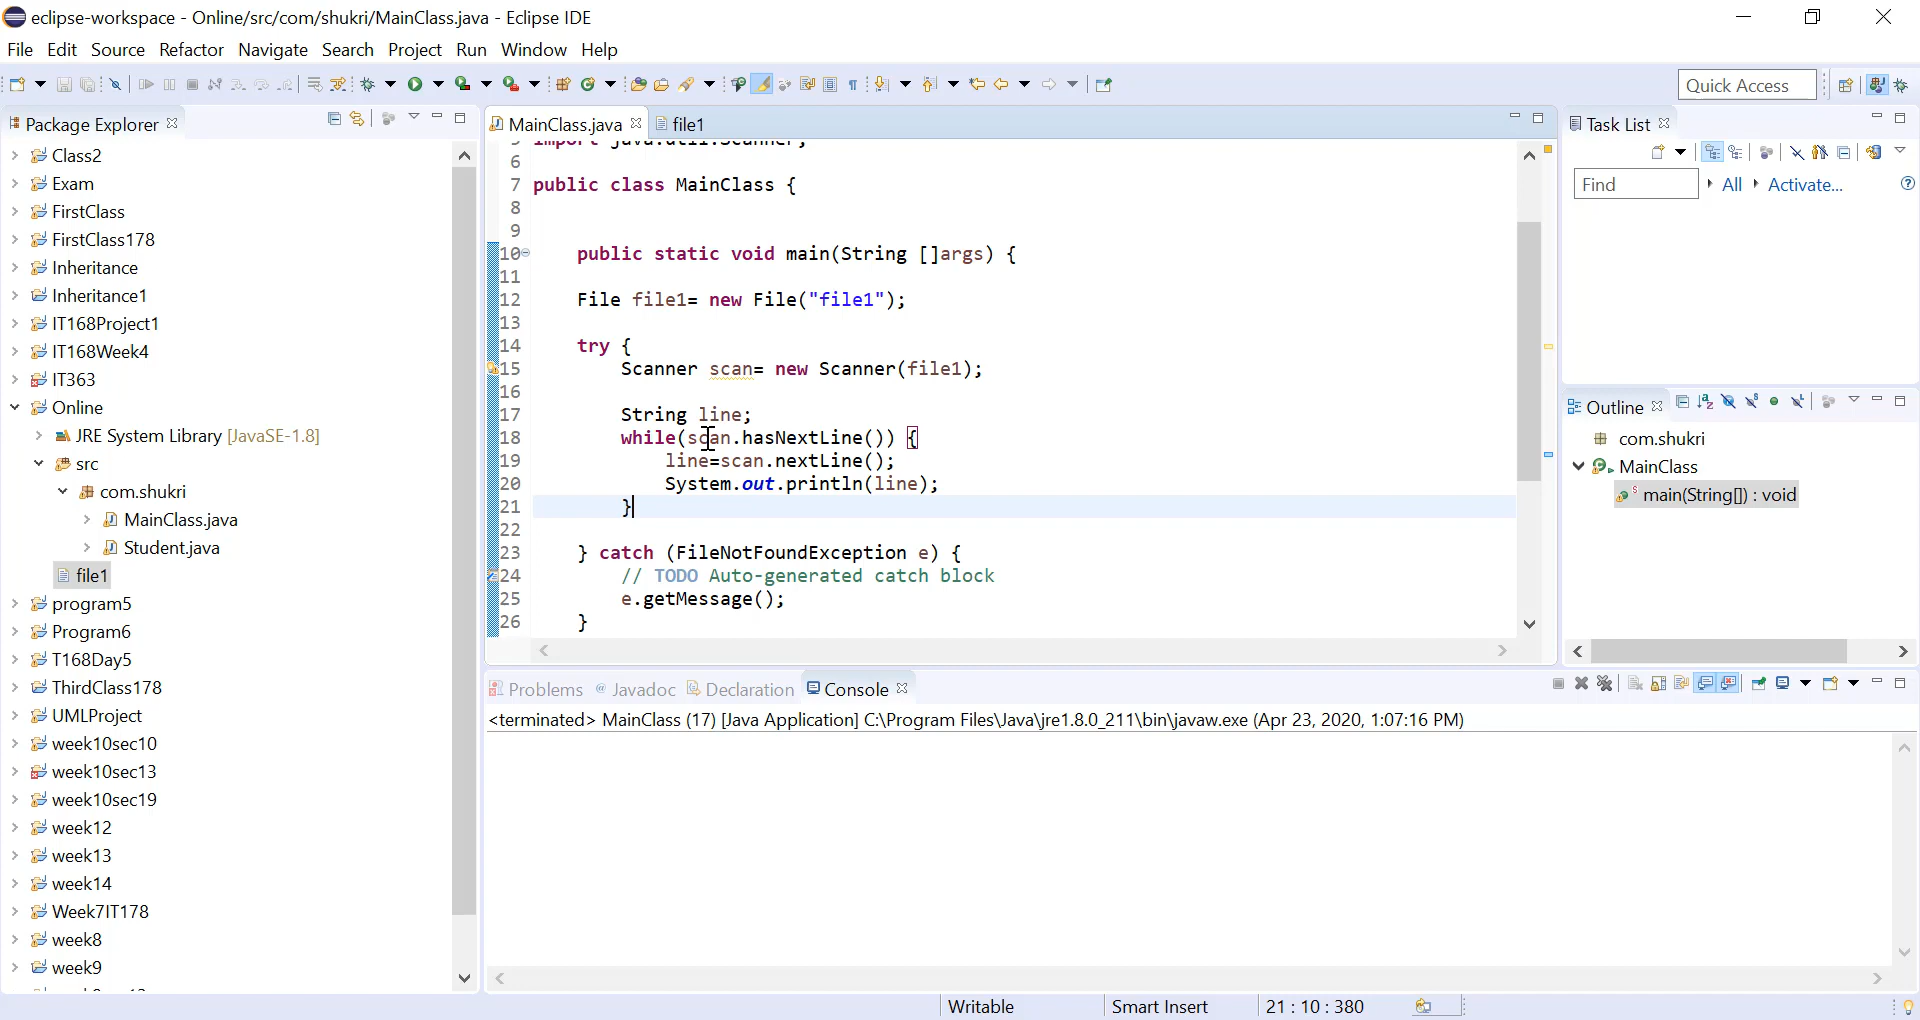 eclipse-workspace - Online/src/com/shukri/MainClass.java - Eclipse IDE
File Edit Source Refactor Navigate Search Project Run Window Help
Quick Access
Package Explorer
Class2
Exam
FirstClass
FirstClass178
Inheritance
Inheritance1
IT168Project1
IT168Week4
IT363
Online
JRE System Library [JavaSE-1.8]
src
com.shukri
MainClass.java
Student.java
file1
program5
Program6
T168Day5
ThirdClass178
UMLProject
week10sec10
week10sec13
week10sec19
week12
week13
week14
Week7IT178
week8
week9
MainClass.java file1
import java.util.Scanner;
6
7 public class MainClass {
8
9
10 public static void main(String []args) {
11
12 File file1= new File("file1");
13
14 try {
15 Scanner scan= new Scanner(file1);
16
17 String line;
18 while(scan.hasNextLine()) {
19 line=scan.nextLine();
20 System.out.println(line);
21 }
22
23 } catch (FileNotFoundException e) {
24 // TODO Auto-generated catch block
25 e.getMessage();
26 }
Task List
Find All Activate...
Outline
com.shukri
MainClass
main(String[]) : void
Problems @ Javadoc Declaration Console
<terminated> MainClass (17) [Java Application] C:\Program Files\Java\jre1.8.0_211\bin\javaw.exe (Apr 23, 2020, 1:07:16 PM)
Writable Smart Insert 21 : 10 : 380